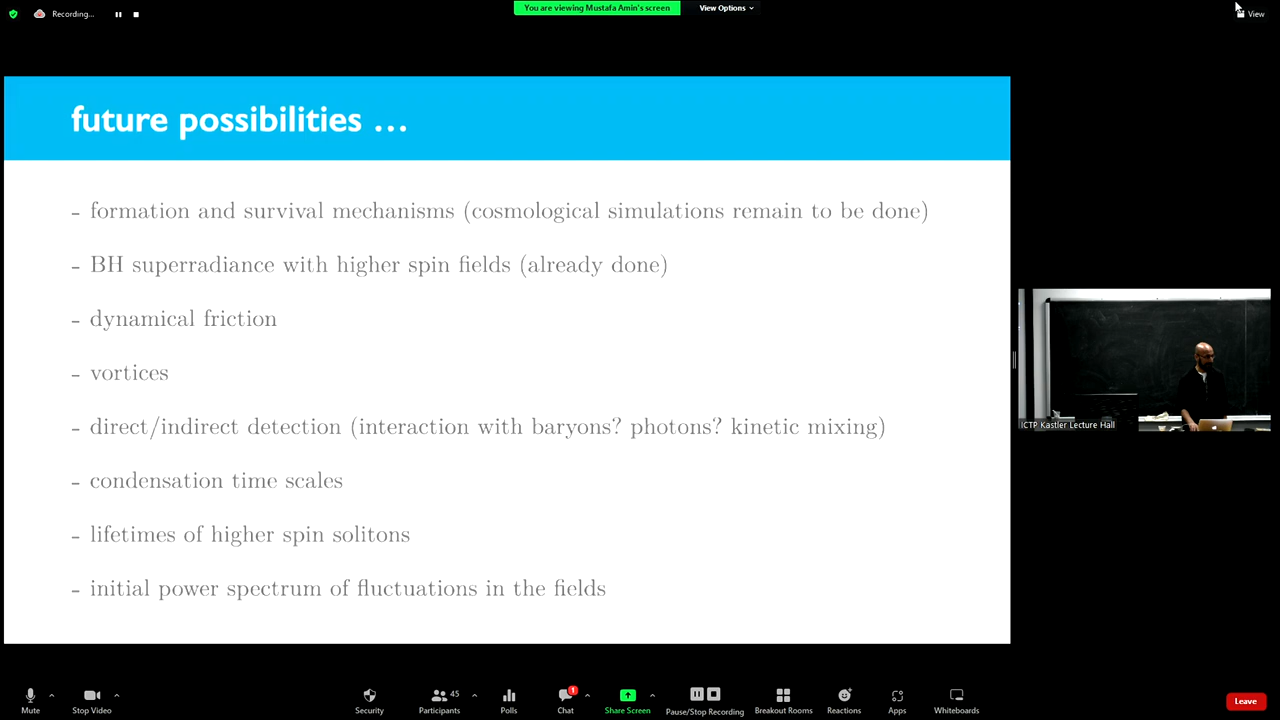 Recording...
You are viewing Mustafa Amin's screen
View Options
View
future possibilities …
- formation and survival mechanisms (cosmological simulations remain to be done)
- BH superradiance with higher spin fields (already done)
- dynamical friction
- vortices
- direct/indirect detection (interaction with baryons? photons? kinetic mixing)
- condensation time scales
- lifetimes of higher spin solitons
- initial power spectrum of fluctuations in the fields
ICTP Kastler Lecture Hall
Mute
Stop Video
Security
Participants 45
Polls
Chat 1
Share Screen
Pause/Stop Recording
Breakout Rooms
Reactions
Apps
Whiteboards
Leave